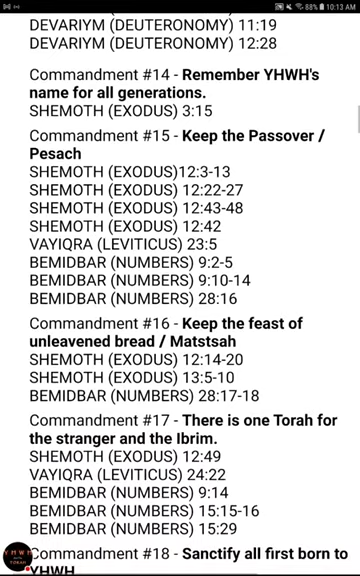 88% 10:13 AM
DEVARIYM (DEUTERONOMY) 11:19
DEVARIYM (DEUTERONOMY) 12:28
Commandment #14 - Remember YHWH's
name for all generations.
SHEMOTH (EXODUS) 3:15
Commandment #15 - Keep the Passover /
Pesach
SHEMOTH (EXODUS)12:3-13
SHEMOTH (EXODUS) 12:22-27
SHEMOTH (EXODUS) 12:43-48
SHEMOTH (EXODUS) 12:42
VAYIQRA (LEVITICUS) 23:5
BEMIDBAR (NUMBERS) 9:2-5
BEMIDBAR (NUMBERS) 9:10-14
BEMIDBAR (NUMBERS) 28:16
Commandment #16 - Keep the feast of
unleavened bread / Matstsah
SHEMOTH (EXODUS) 12:14-20
SHEMOTH (EXODUS) 13:5-10
BEMIDBAR (NUMBERS) 28:17-18
Commandment #17 - There is one Torah for
the stranger and the Ibrim.
SHEMOTH (EXODUS) 12:49
VAYIQRA (LEVITICUS) 24:22
BEMIDBAR (NUMBERS) 9:14
BEMIDBAR (NUMBERS) 15:15-16
BEMIDBAR (NUMBERS) 15:29
Commandment #18 - Sanctify all first born to
YHWH
YHWH
TORAH